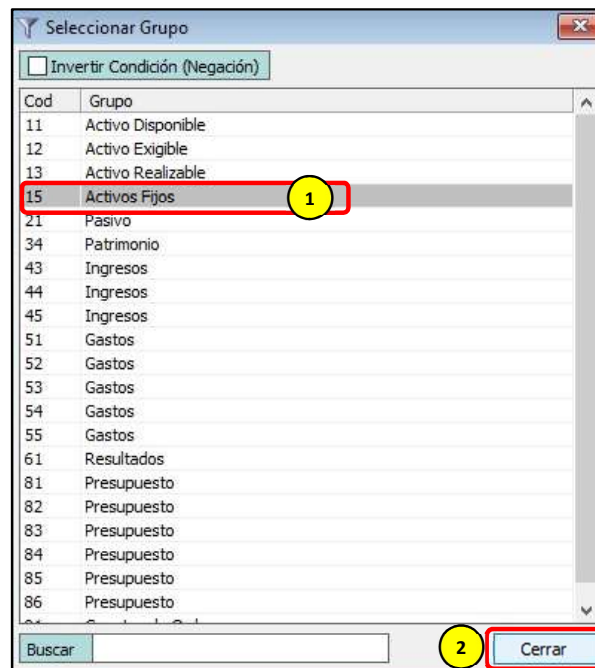 Seleccionar Grupo
Invertir Condición (Negación)
Cod Grupo
11 Activo Disponible
12 Activo Exigible
13 Activo Realizable
15 Activos Fijos 1
21 Pasivo
34 Patrimonio
43 Ingresos
44 Ingresos
45 Ingresos
51 Gastos
52 Gastos
53 Gastos
54 Gastos
55 Gastos
61 Resultados
81 Presupuesto
82 Presupuesto
83 Presupuesto
84 Presupuesto
85 Presupuesto
86 Presupuesto
Buscar 2 Cerrar